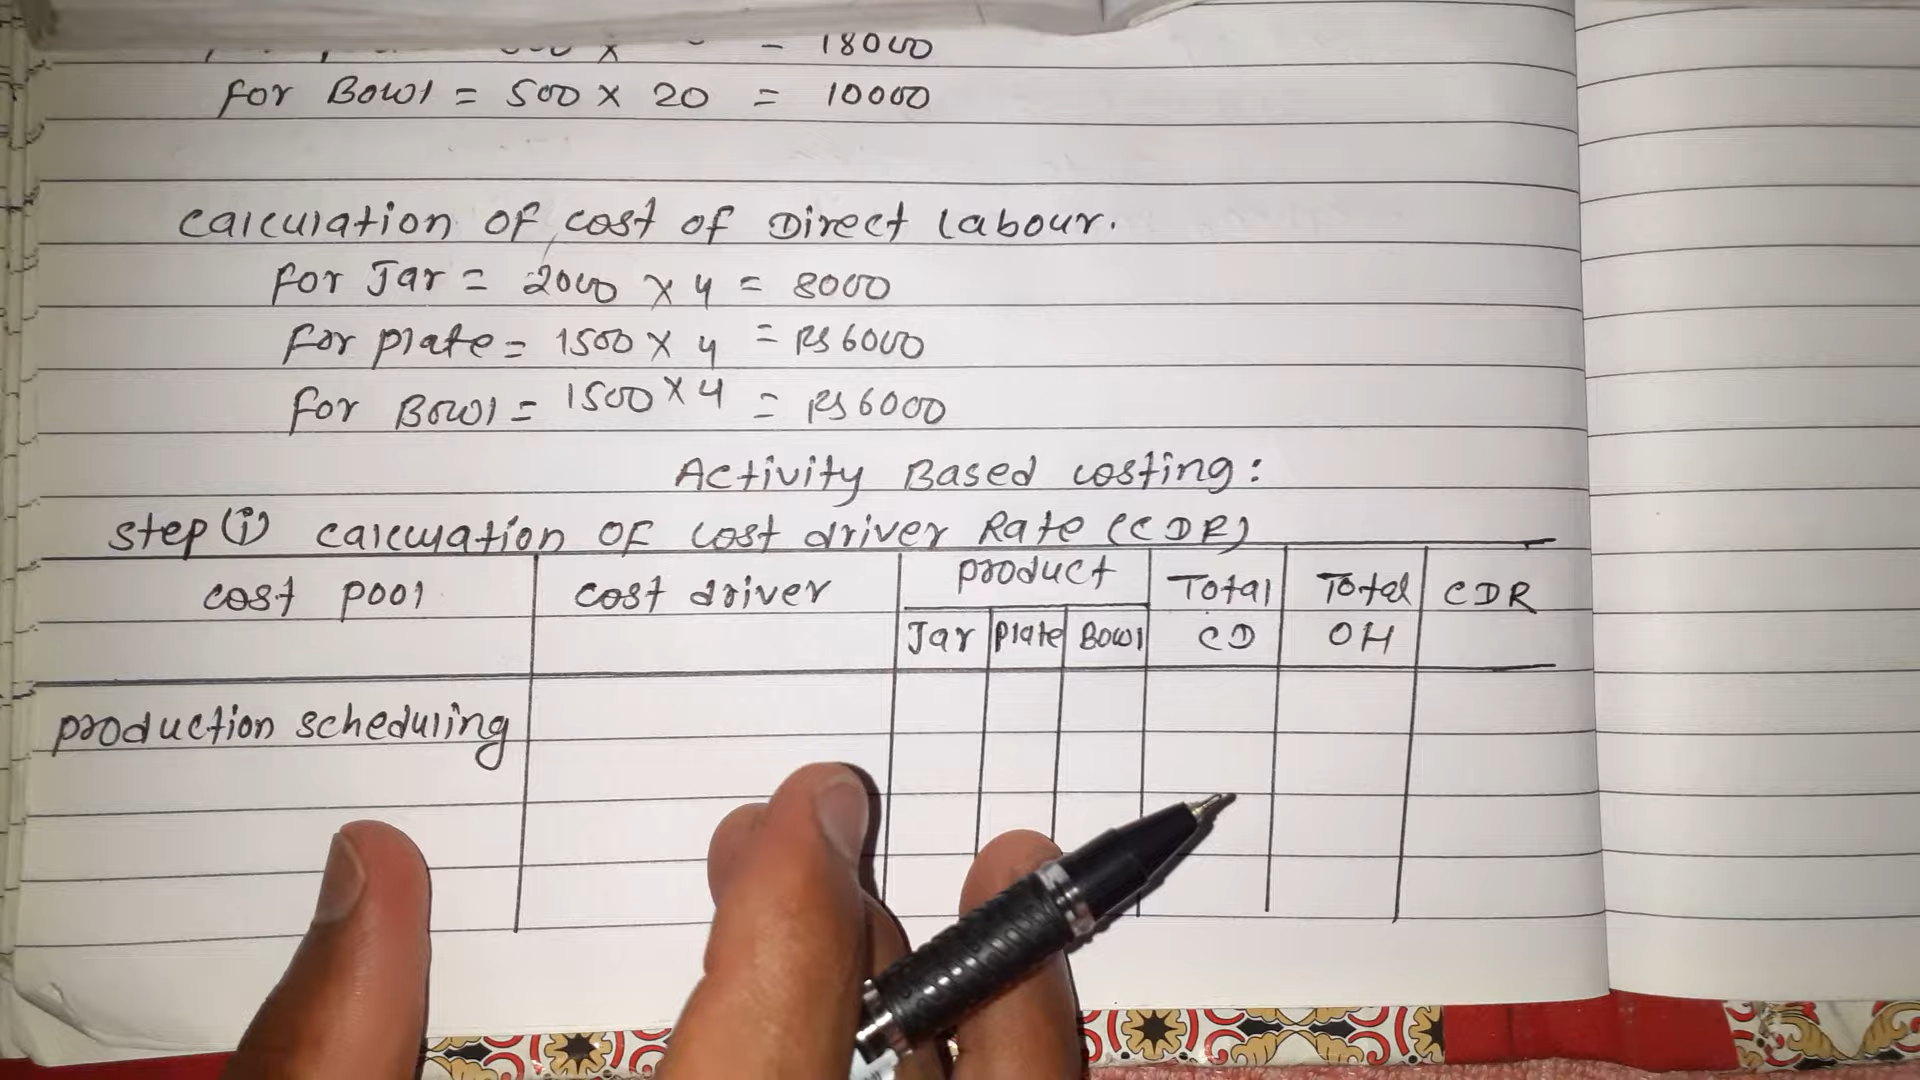 = 18000
for Bowl = 500 × 20 = 10000
calculation of cost of Direct labour.
for Jar = 2000 × 4 = 8000
for plate = 1500 × 4 = Rs 6000
for Bowl = 1500 × 4 = Rs 6000
Activity Based costing:
step (i) calculation of cost driver Rate (CDR)
cost pool cost driver product Total Total CDR
Jar plate Bowl CD OH
production scheduling